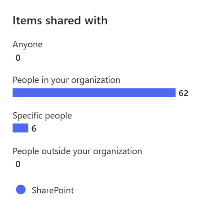 Items shared with
Anyone
0
People in your organization
62
Specific people
6
People outside your organization
0
SharePoint